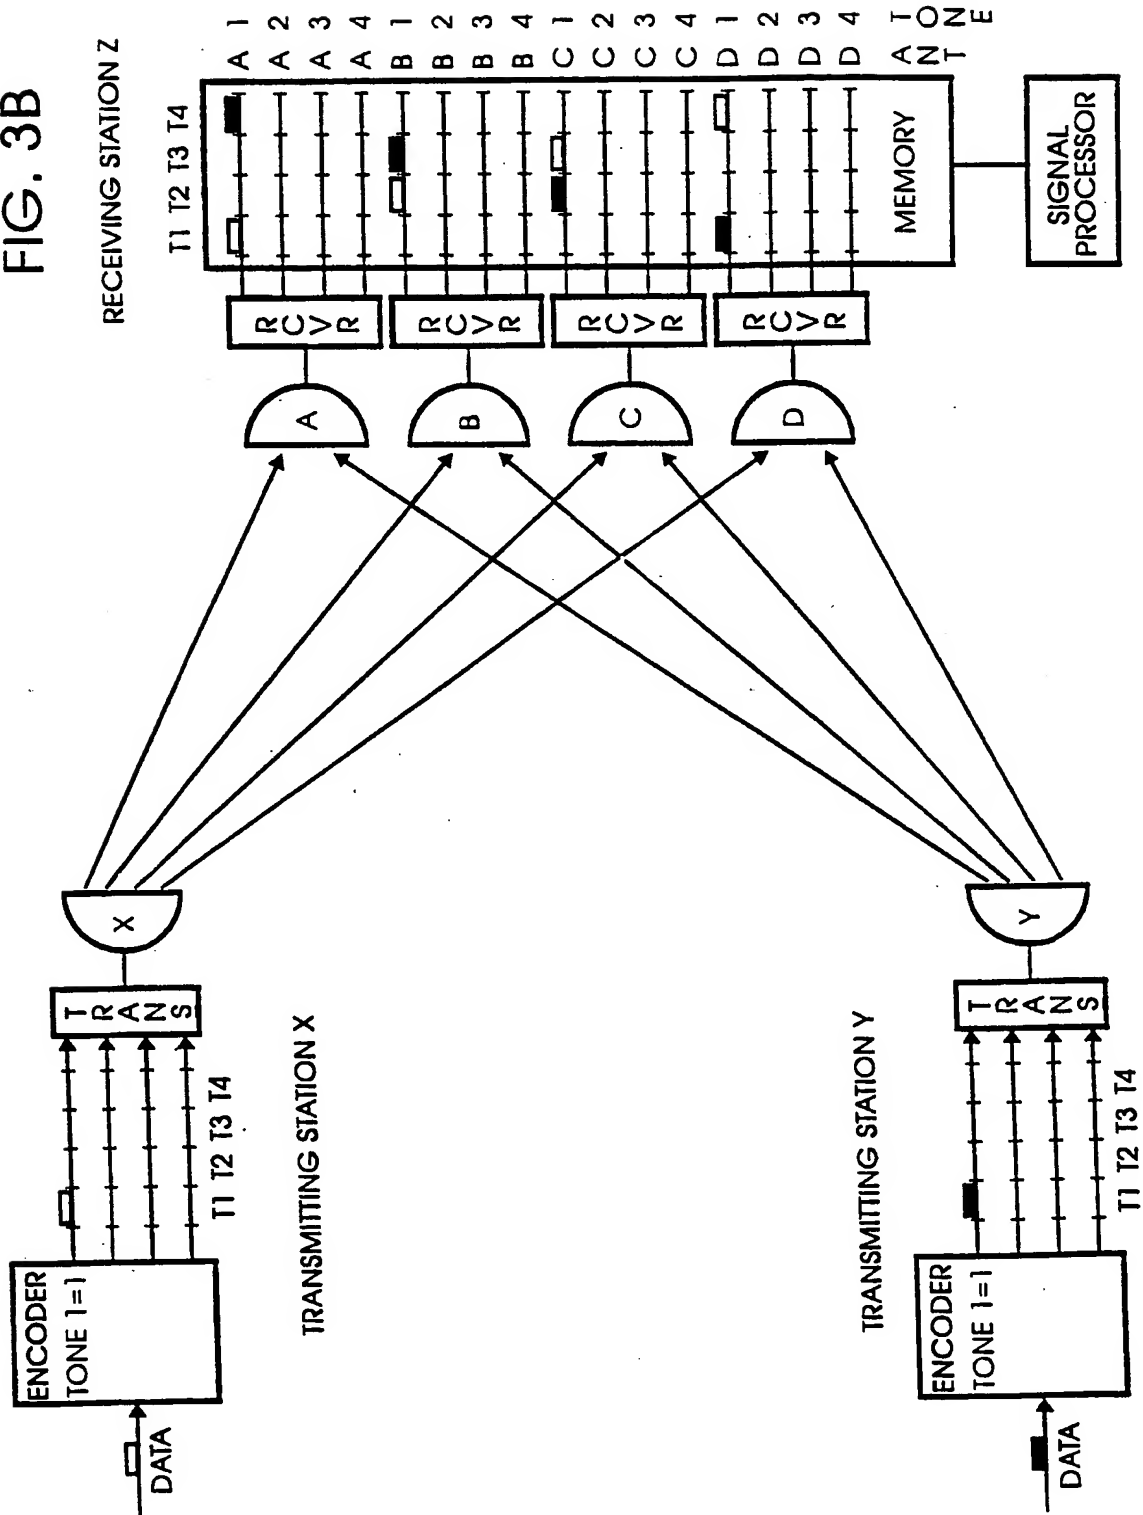 FIG. 3B
RECEIVING STATION Z
T1 T2 T3 T4
A 1
A 2
A 3
A 4
B 1
B 2
B 3
B 4
C 1
C 2
C 3
C 4
D 1
D 2
D 3
D 4
ANT
TONE
MEMORY
SIGNAL
PROCESSOR
RCVR
RCVR
RCVR
RCVR
A
B
C
D
X
Y
TRANS
T1 T2 T3 T4
ENCODER
TONE 1=1
DATA
TRANSMITTING STATION X
TRANS
T1 T2 T3 T4
ENCODER
TONE 1=1
DATA
TRANSMITTING STATION Y